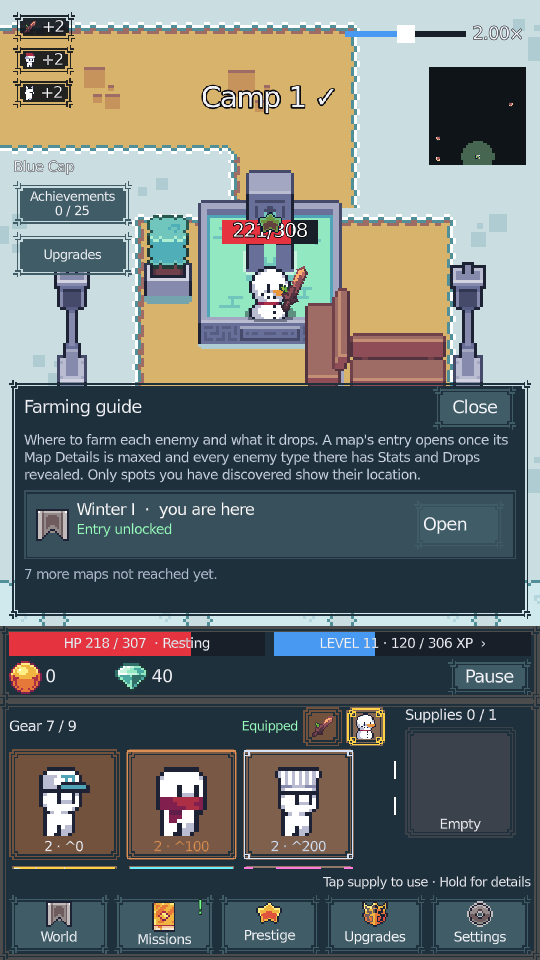 +2
2.00×
+2
Camp 1 ✓
+2
Blue Cap
Achievements
0 / 25
221/308
Upgrades
Farming guide
Close
Where to farm each enemy and what it drops. A map's entry opens once its
Map Details is maxed and every enemy type there has Stats and Drops
revealed. Only spots you have discovered show their location.
Winter I · you are here
Entry unlocked
Open
7 more maps not reached yet.
HP 218 / 307 · Resting
LEVEL 11 · 120 / 306 XP ›
0
40
Pause
Gear 7 / 9
Equipped
Supplies 0 / 1
2 · ^0
2 · ^100
2 · ^200
Empty
Tap supply to use · Hold for details
World
Missions
!
Prestige
Upgrades
Settings